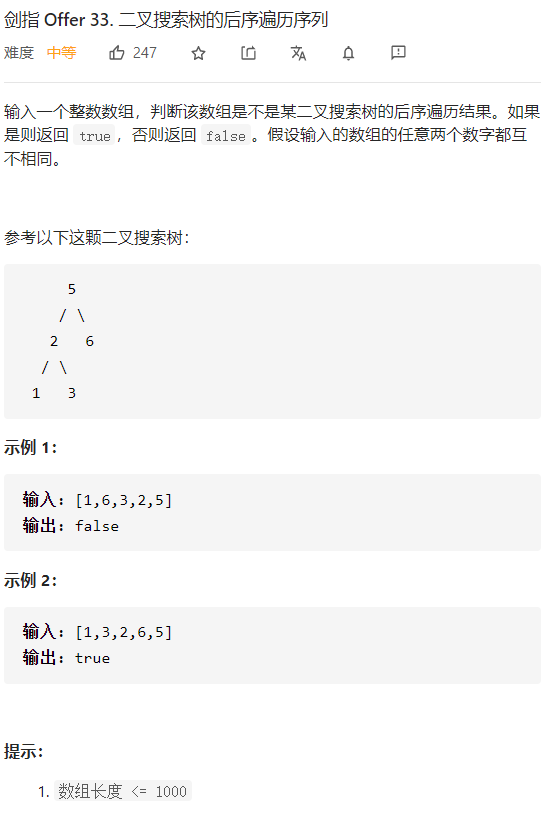 剑指 Offer 33. 二叉搜索树的后序遍历序列
难度 中等 247
输入一个整数数组，判断该数组是不是某二叉搜索树的后序遍历结果。如果
是则返回 true，否则返回 false。假设输入的数组的任意两个数字都互
不相同。
参考以下这颗二叉搜索树：
5
/ \
2 6
/ \
1 3
示例 1：
输入：[1,6,3,2,5]
输出：false
示例 2：
输入：[1,3,2,6,5]
输出：true
提示：
1. 数组长度 <= 1000